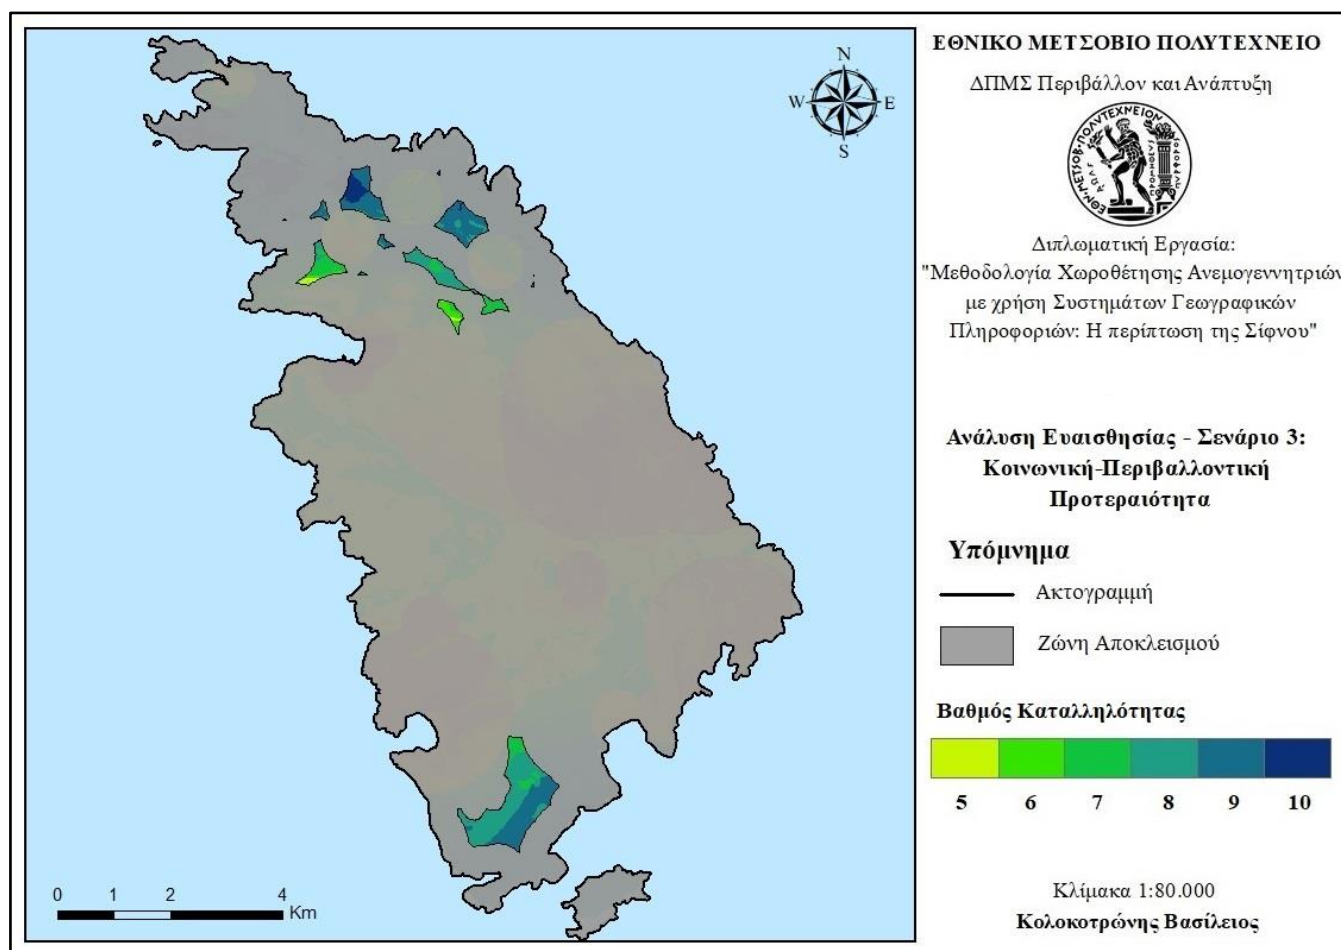 ΕΘΝΙΚΟ ΜΕΤΣΟΒΙΟ ΠΟΛΥΤΕΧΝΕΙΟ
ΔΠΜΣ Περιβάλλον και Ανάπτυξη
Διπλωματική Εργασία:
"Μεθοδολογία Χωροθέτησης Ανεμογεννητριών
με χρήση Συστημάτων Γεωγραφικών
Πληροφοριών: Η περίπτωση της Σίφνου"
Ανάλυση Ευαισθησίας - Σενάριο 3:
Κοινωνική-Περιβαλλοντική
Προτεραιότητα
Υπόμνημα
Ακτογραμμή
Ζώνη Αποκλεισμού
Βαθμός Καταλληλότητας
5 6 7 8 9 10
Κλίμακα 1:80.000
Κολοκοτρώνης Βασίλειος
N
W E
S
0 1 2 4
Km